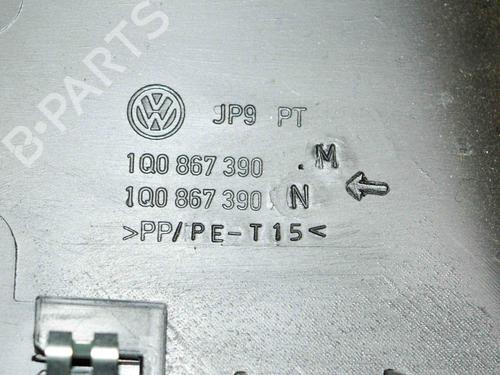 B-PARTS
JP9 PT
1Q0 867 390 .M
1Q0 867 390 N
>PP/PE-T15<